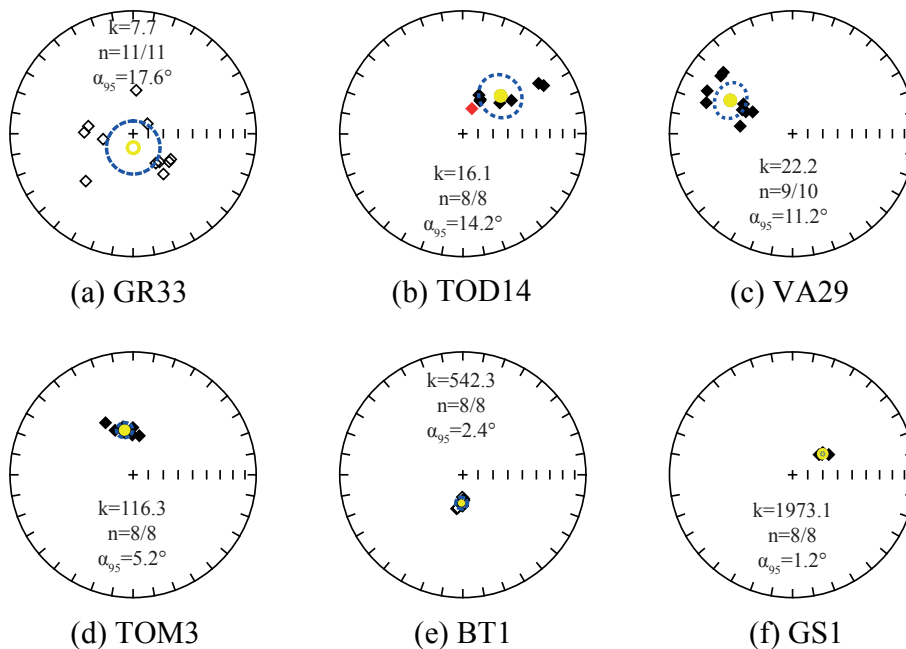 k=7.7
n=11/11
α95=17.6°
(a) GR33
k=16.1
n=8/8
α95=14.2°
(b) TOD14
k=22.2
n=9/10
α95=11.2°
(c) VA29
k=116.3
n=8/8
α95=5.2°
(d) TOM3
k=542.3
n=8/8
α95=2.4°
(e) BT1
k=1973.1
n=8/8
α95=1.2°
(f) GS1